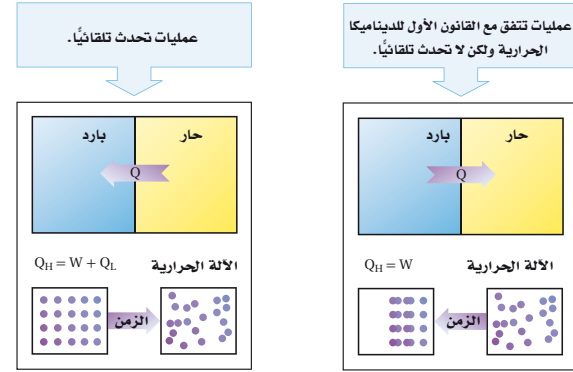 عمليات تتفق مع القانون الأول للديناميكا
الحرارية ولكن لا تحدث تلقائيًّا.
حار
بارد
Q
الآلة الحرارية
Q_H = W
الزمن
عمليات تحدث تلقائيًّا.
حار
بارد
Q
الآلة الحرارية
Q_H = W + Q_L
الزمن